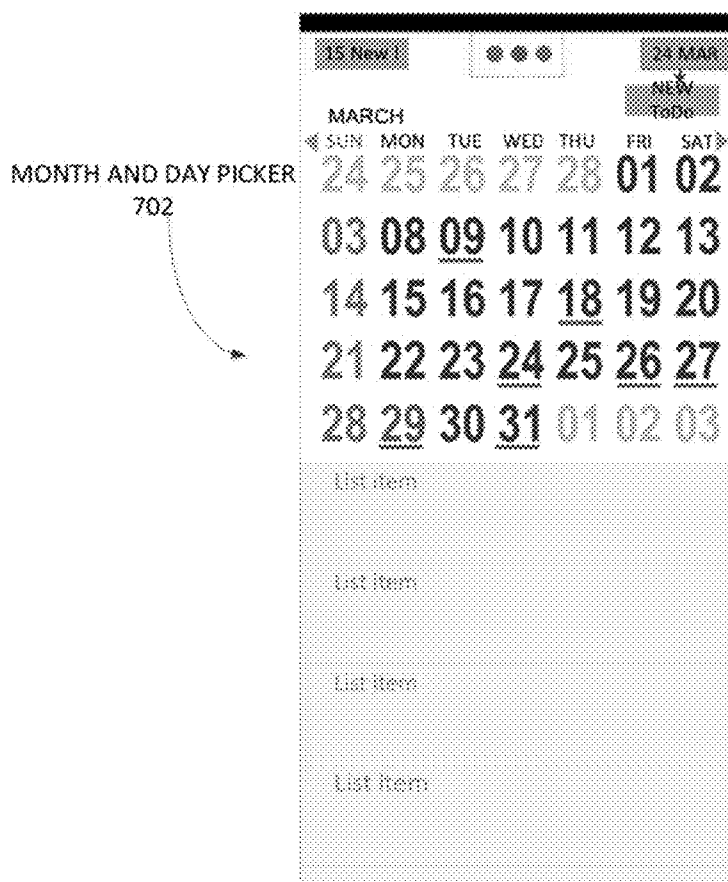 15 New !
24 MAR
NEW
ToDo
MARCH
SUN MON TUE WED THU FRI SAT
MONTH AND DAY PICKER
702
24 25 26 27 28 01 02
03 08 09 10 11 12 13
14 15 16 17 18 19 20
21 22 23 24 25 26 27
28 29 30 31 01 02 03
List item
List item
List item
List item